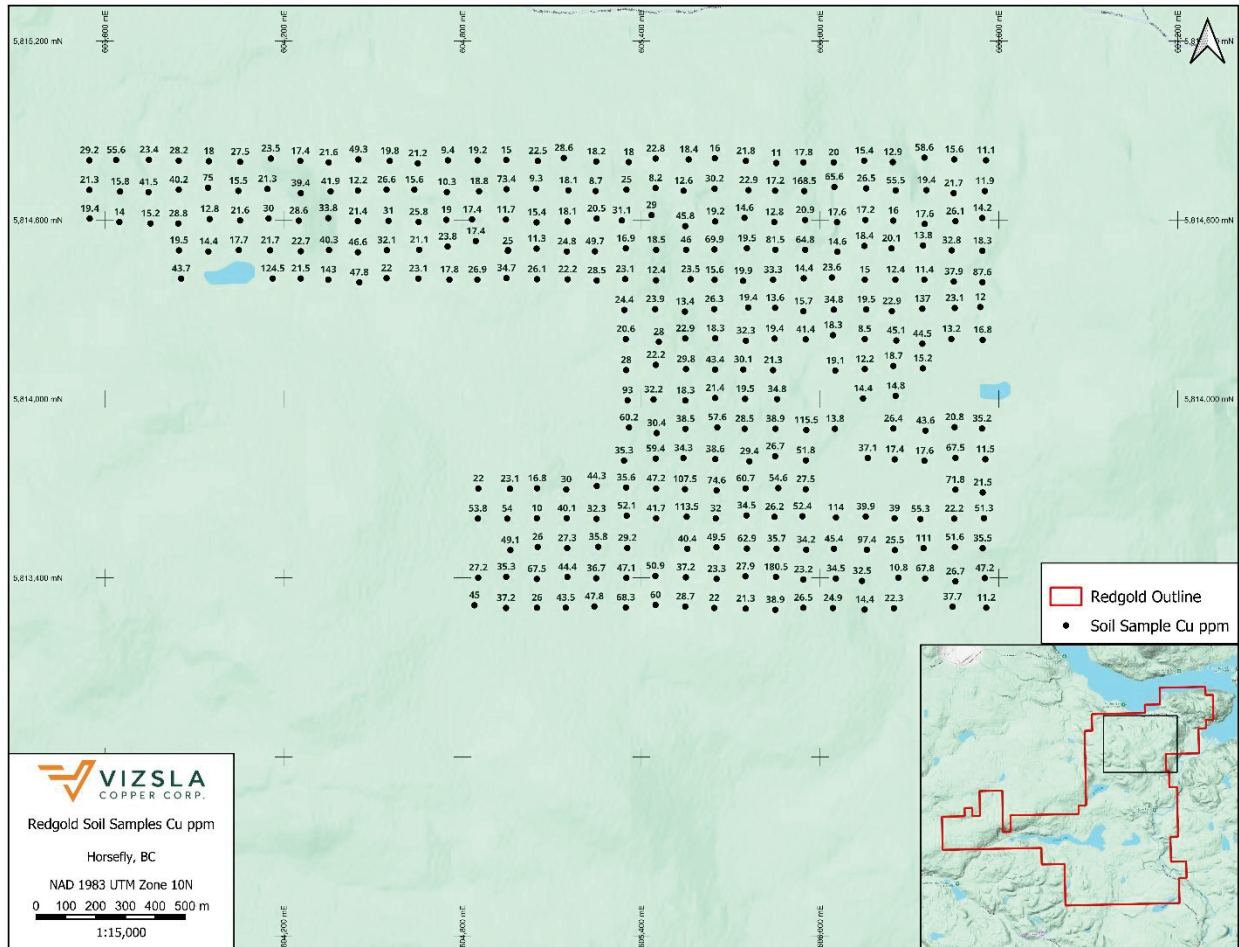 603,600 mE 604,200 mE 604,800 mE 605,400 mE 606,000 mE 606,600 mE 607,200 mE
5,815,200 mN
29.2 55.6 23.4 28.2 18 27.5 23.5 17.4 21.6 49.3 19.8 21.2 9.4 19.2 15 22.5 28.6 18.2 18 22.8 18.4 16 21.8 11 17.8 20 15.4 12.9 58.6 15.6 11.1
21.3 15.8 41.5 40.2 75 15.5 21.3 39.4 41.9 12.2 26.6 15.6 10.3 18.8 73.4 9.3 18.1 8.7 25 8.2 12.6 30.2 22.9 17.2 168.5 65.6 26.5 55.5 19.4 21.7 11.9
19.4 14 15.2 28.8 12.8 21.6 30 28.6 33.8 21.4 31 25.8 19 17.4 11.7 15.4 18.1 20.5 31.1 29 45.8 19.2 14.6 12.8 20.9 17.6 17.2 16 17.6 26.1 14.2
5,814,600 mN 5,814,600 mN
19.5 14.4 17.7 21.7 22.7 40.3 46.6 32.1 21.1 23.8 17.4 25 11.3 24.8 49.7 16.9 18.5 46 69.9 19.5 81.5 64.8 14.6 18.4 20.1 13.8 32.8 18.3
43.7 124.5 21.5 143 47.8 22 23.1 17.8 26.9 34.7 26.1 22.2 28.5 23.1 12.4 23.5 15.6 19.9 33.3 14.4 23.6 15 12.4 11.4 37.9 87.6
24.4 23.9 13.4 26.3 19.4 13.6 15.7 34.8 19.5 22.9 137 23.1 12
20.6 28 22.9 18.3 32.3 19.4 41.4 18.3 8.5 45.1 44.5 13.2 16.8
28 22.2 29.8 43.4 30.1 21.3 19.1 12.2 18.7 15.2
93 32.2 18.3 21.4 19.5 34.8 14.4 14.8
5,814,000 mN 5,814,000 mN
60.2 30.4 38.5 57.6 28.5 38.9 115.5 13.8 26.4 43.6 20.8 35.2
35.3 59.4 34.3 38.6 29.4 26.7 51.8 37.1 17.4 17.6 67.5 11.5
22 23.1 16.8 30 44.3 35.6 47.2 107.5 74.6 60.7 54.6 27.5 71.8 21.5
53.8 54 10 40.1 32.3 52.1 41.7 113.5 32 34.5 26.2 52.4 114 39.9 39 55.3 22.2 51.3
49.1 26 27.3 35.8 29.2 40.4 49.5 62.9 35.7 34.2 45.4 97.4 25.5 111 51.6 35.5
27.2 35.3 67.5 44.4 36.7 47.1 50.9 37.2 23.3 27.9 180.5 23.2 34.5 32.5 10.8 67.8 26.7 47.2
5,813,400 mN
45 37.2 26 43.5 47.8 68.3 60 28.7 22 21.3 38.9 26.5 24.9 14.4 22.3 37.7 11.2
Redgold Outline
Soil Sample Cu ppm
VIZSLA
COPPER CORP.
Redgold Soil Samples Cu ppm
Horsefly, BC
NAD 1983 UTM Zone 10N
0 100 200 300 400 500 m
1:15,000
604,200 mE 604,800 mE 605,400 mE 606,000 mE